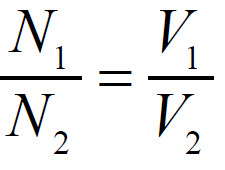 N₁ / N₂ = V₁ / V₂